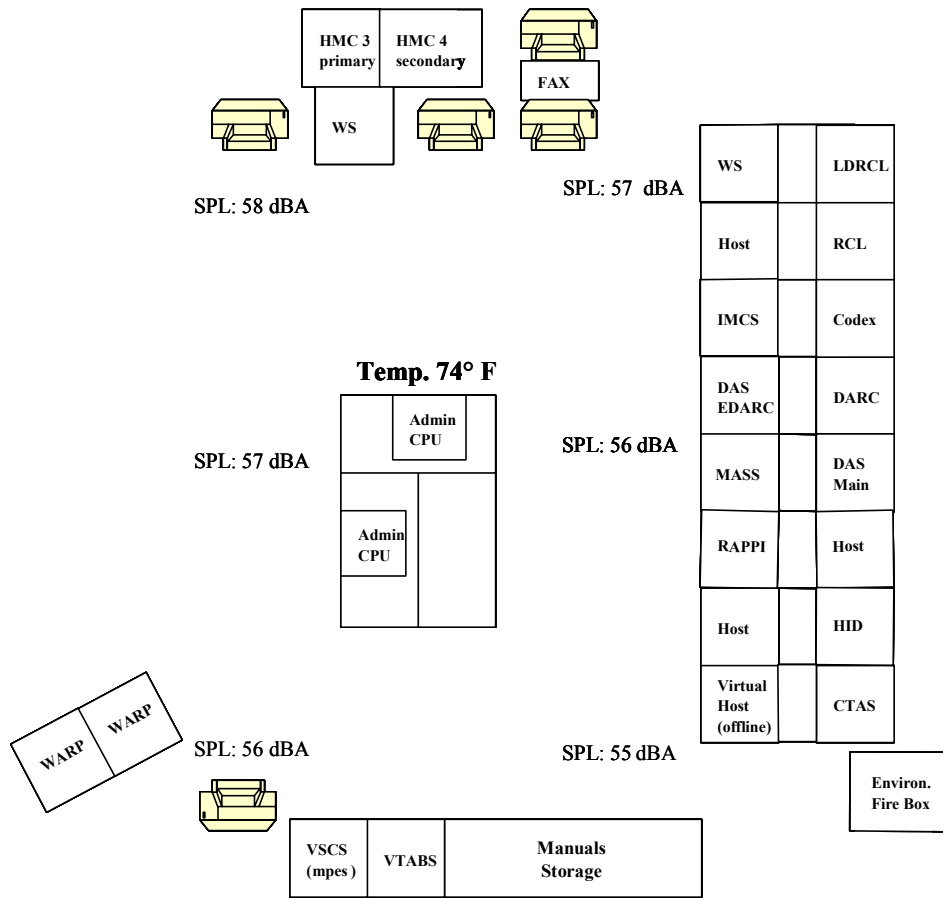 HMC 3
primary
HMC 4
secondary
FAX
WS
SPL: 58 dBA
SPL: 57 dBA
WS
LDRCL
Host
RCL
IMCS
Codex
Temp. 74° F
Admin
CPU
DAS
EDARC
DARC
SPL: 57 dBA
SPL: 56 dBA
MASS
DAS
Main
Admin
CPU
RAPPI
Host
Host
HID
WARP
WARP
SPL: 56 dBA
SPL: 55 dBA
Virtual
Host
(offline)
CTAS
Environ.
Fire Box
VSCS
(mpes )
VTABS
Manuals
Storage